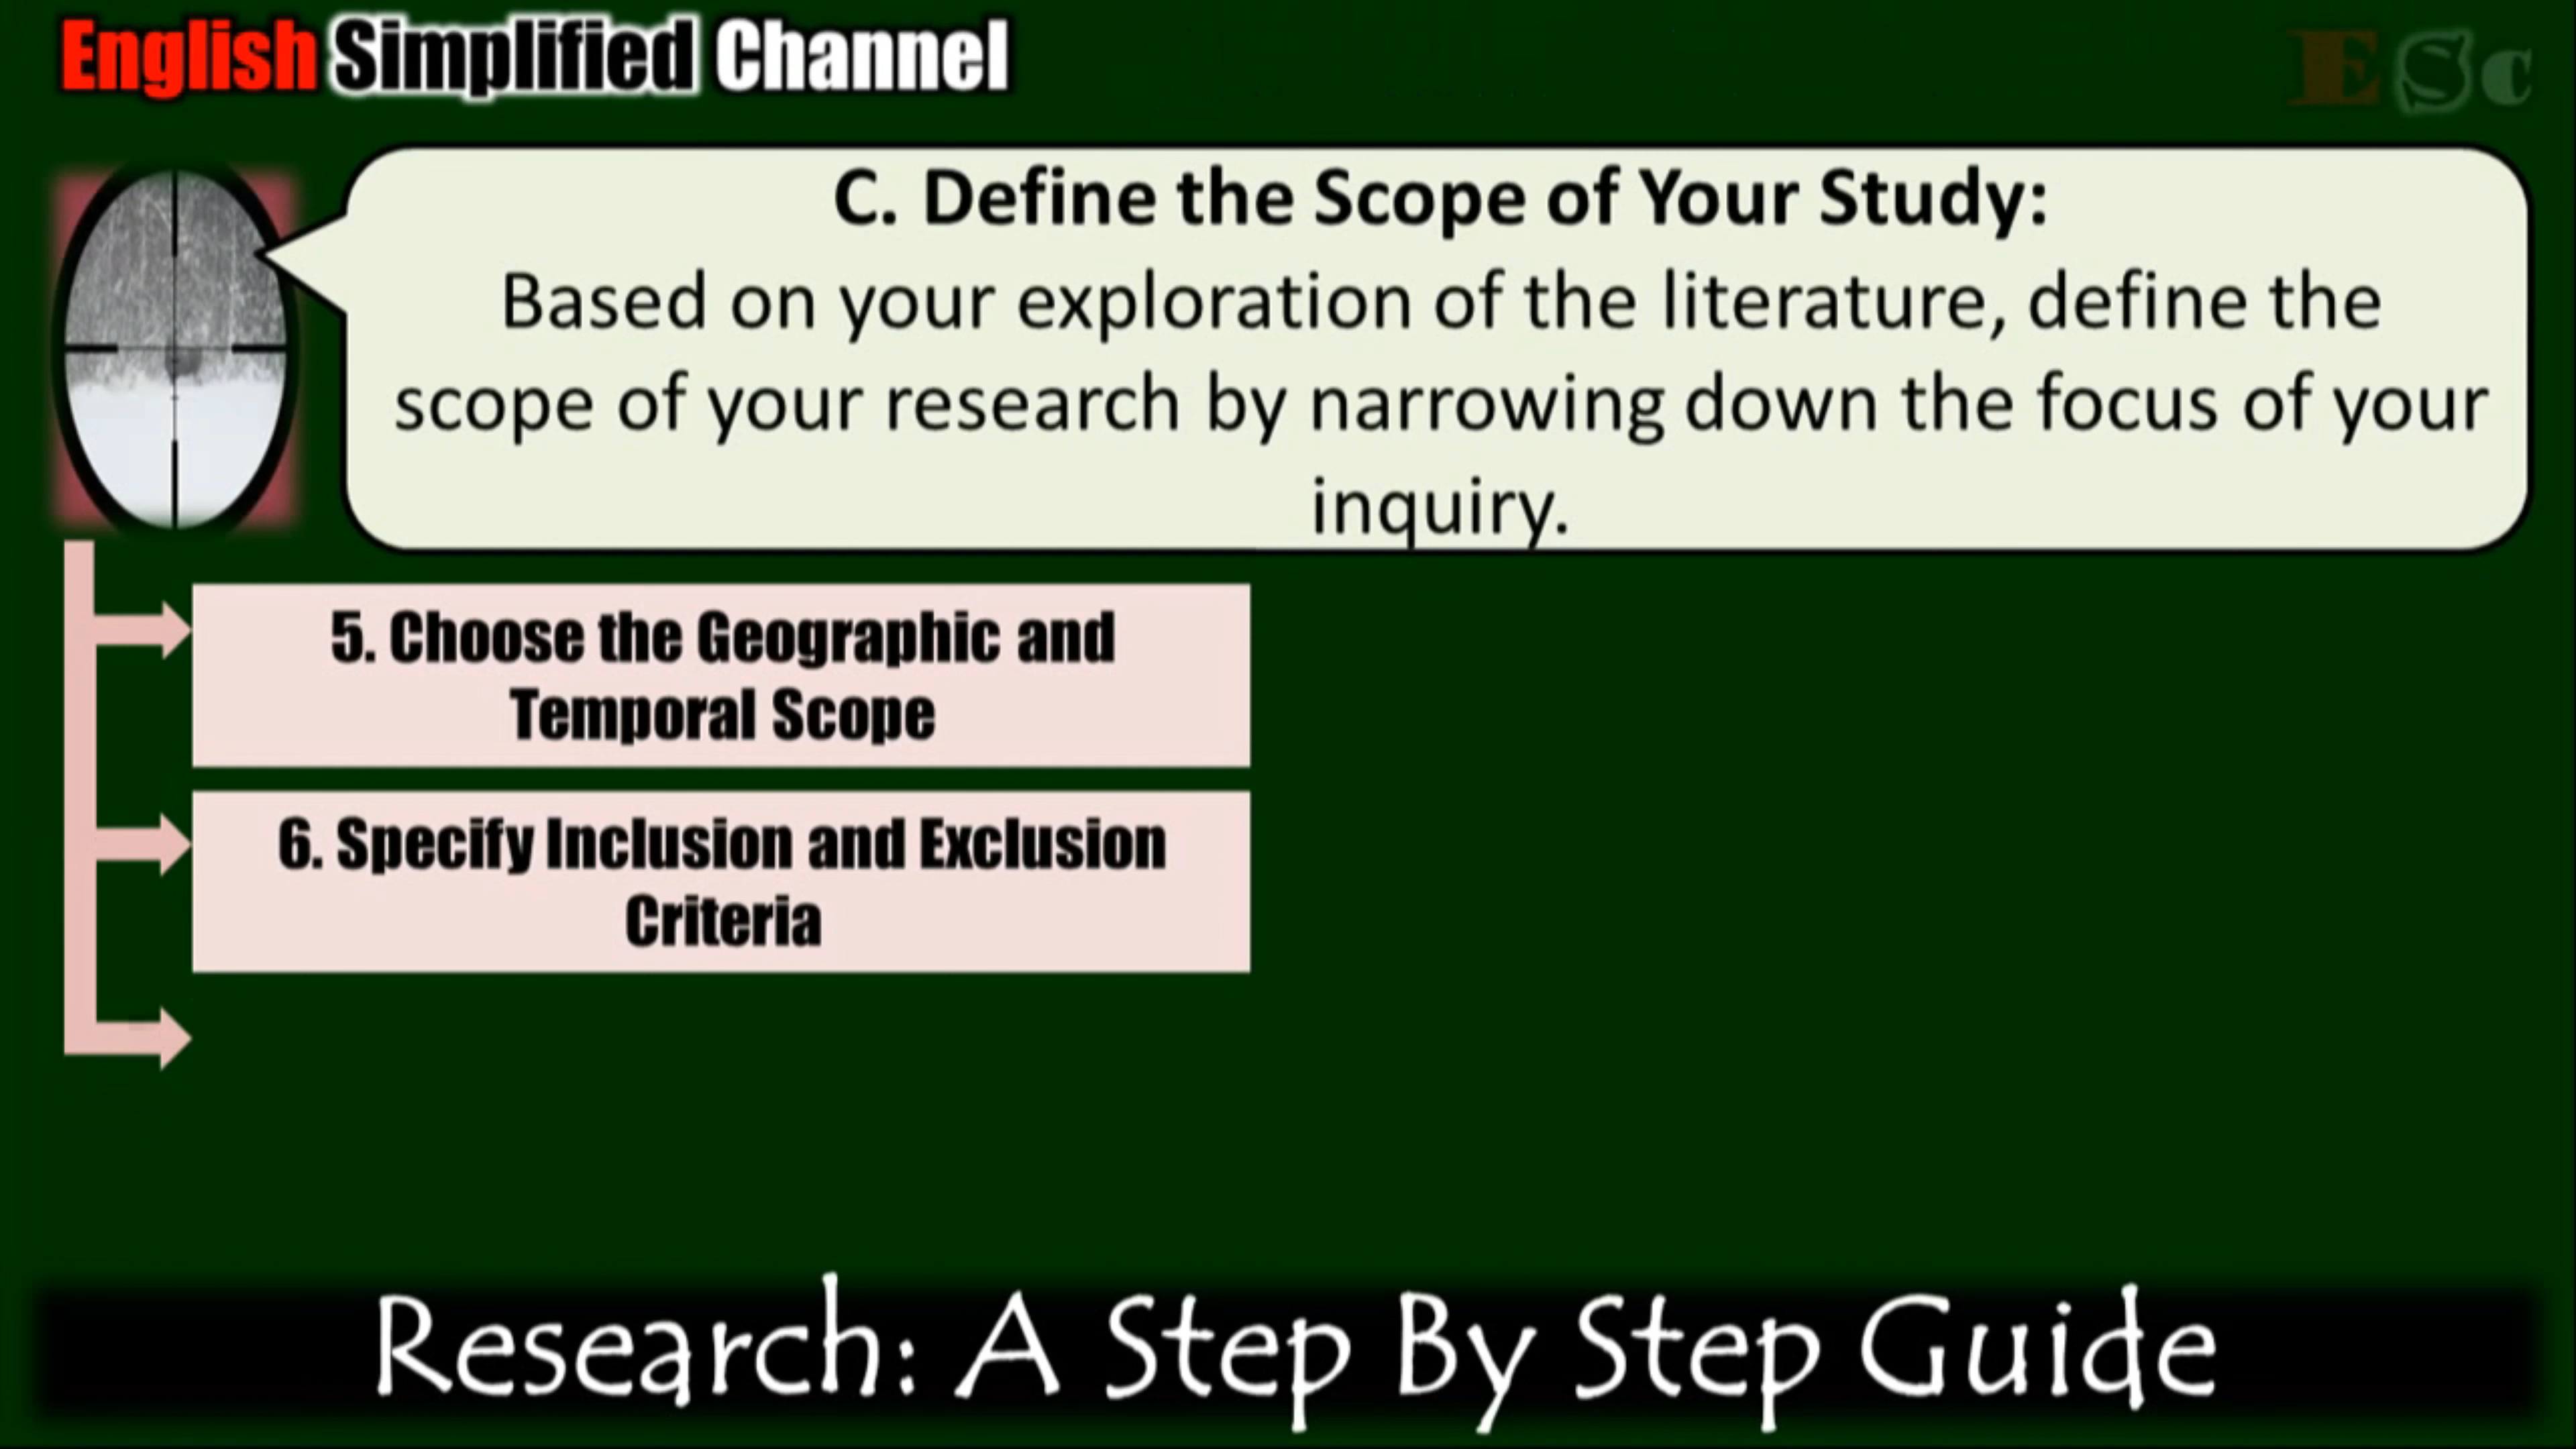 English Simplified Channel
ESc
C. Define the Scope of Your Study:
Based on your exploration of the literature, define the
scope of your research by narrowing down the focus of your
inquiry.
5. Choose the Geographic and
Temporal Scope
6. Specify Inclusion and Exclusion
Criteria
Research: A Step By Step Guide